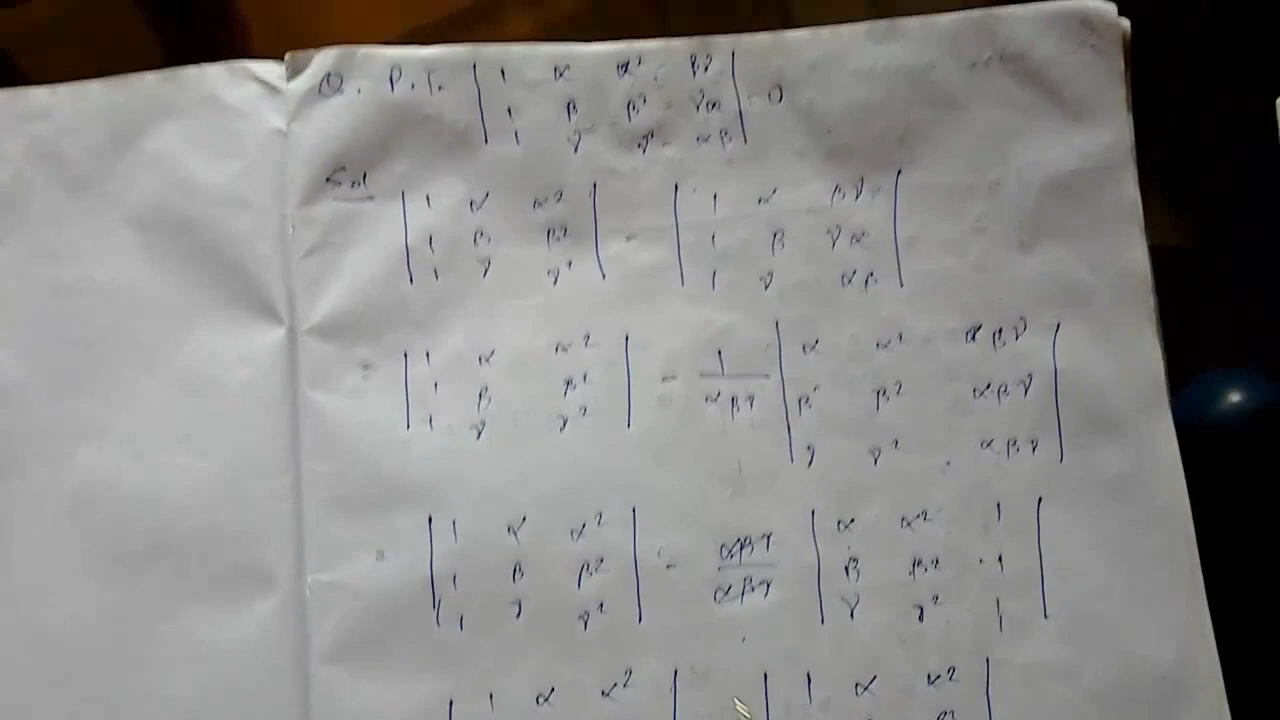 Q. P.T. | 1 α α² - βγ |
| 1 β β² - γα | = 0
| 1 γ γ² - αβ |
Sol
| 1 α α² | - | 1 α βγ |
| 1 β β² | | 1 β γα |
| 1 γ γ² | | 1 γ αβ |
= | 1 α α² | - 1/αβγ | α α² αβγ |
| 1 β β² | | β β² αβγ |
| 1 γ γ² | | γ γ² αβγ |
= | 1 α α² | - αβγ/αβγ | α α² 1 |
| 1 β β² | | β β² 1 |
| 1 γ γ² | | γ γ² 1 |
| 1 α α² | | 1 α α² |